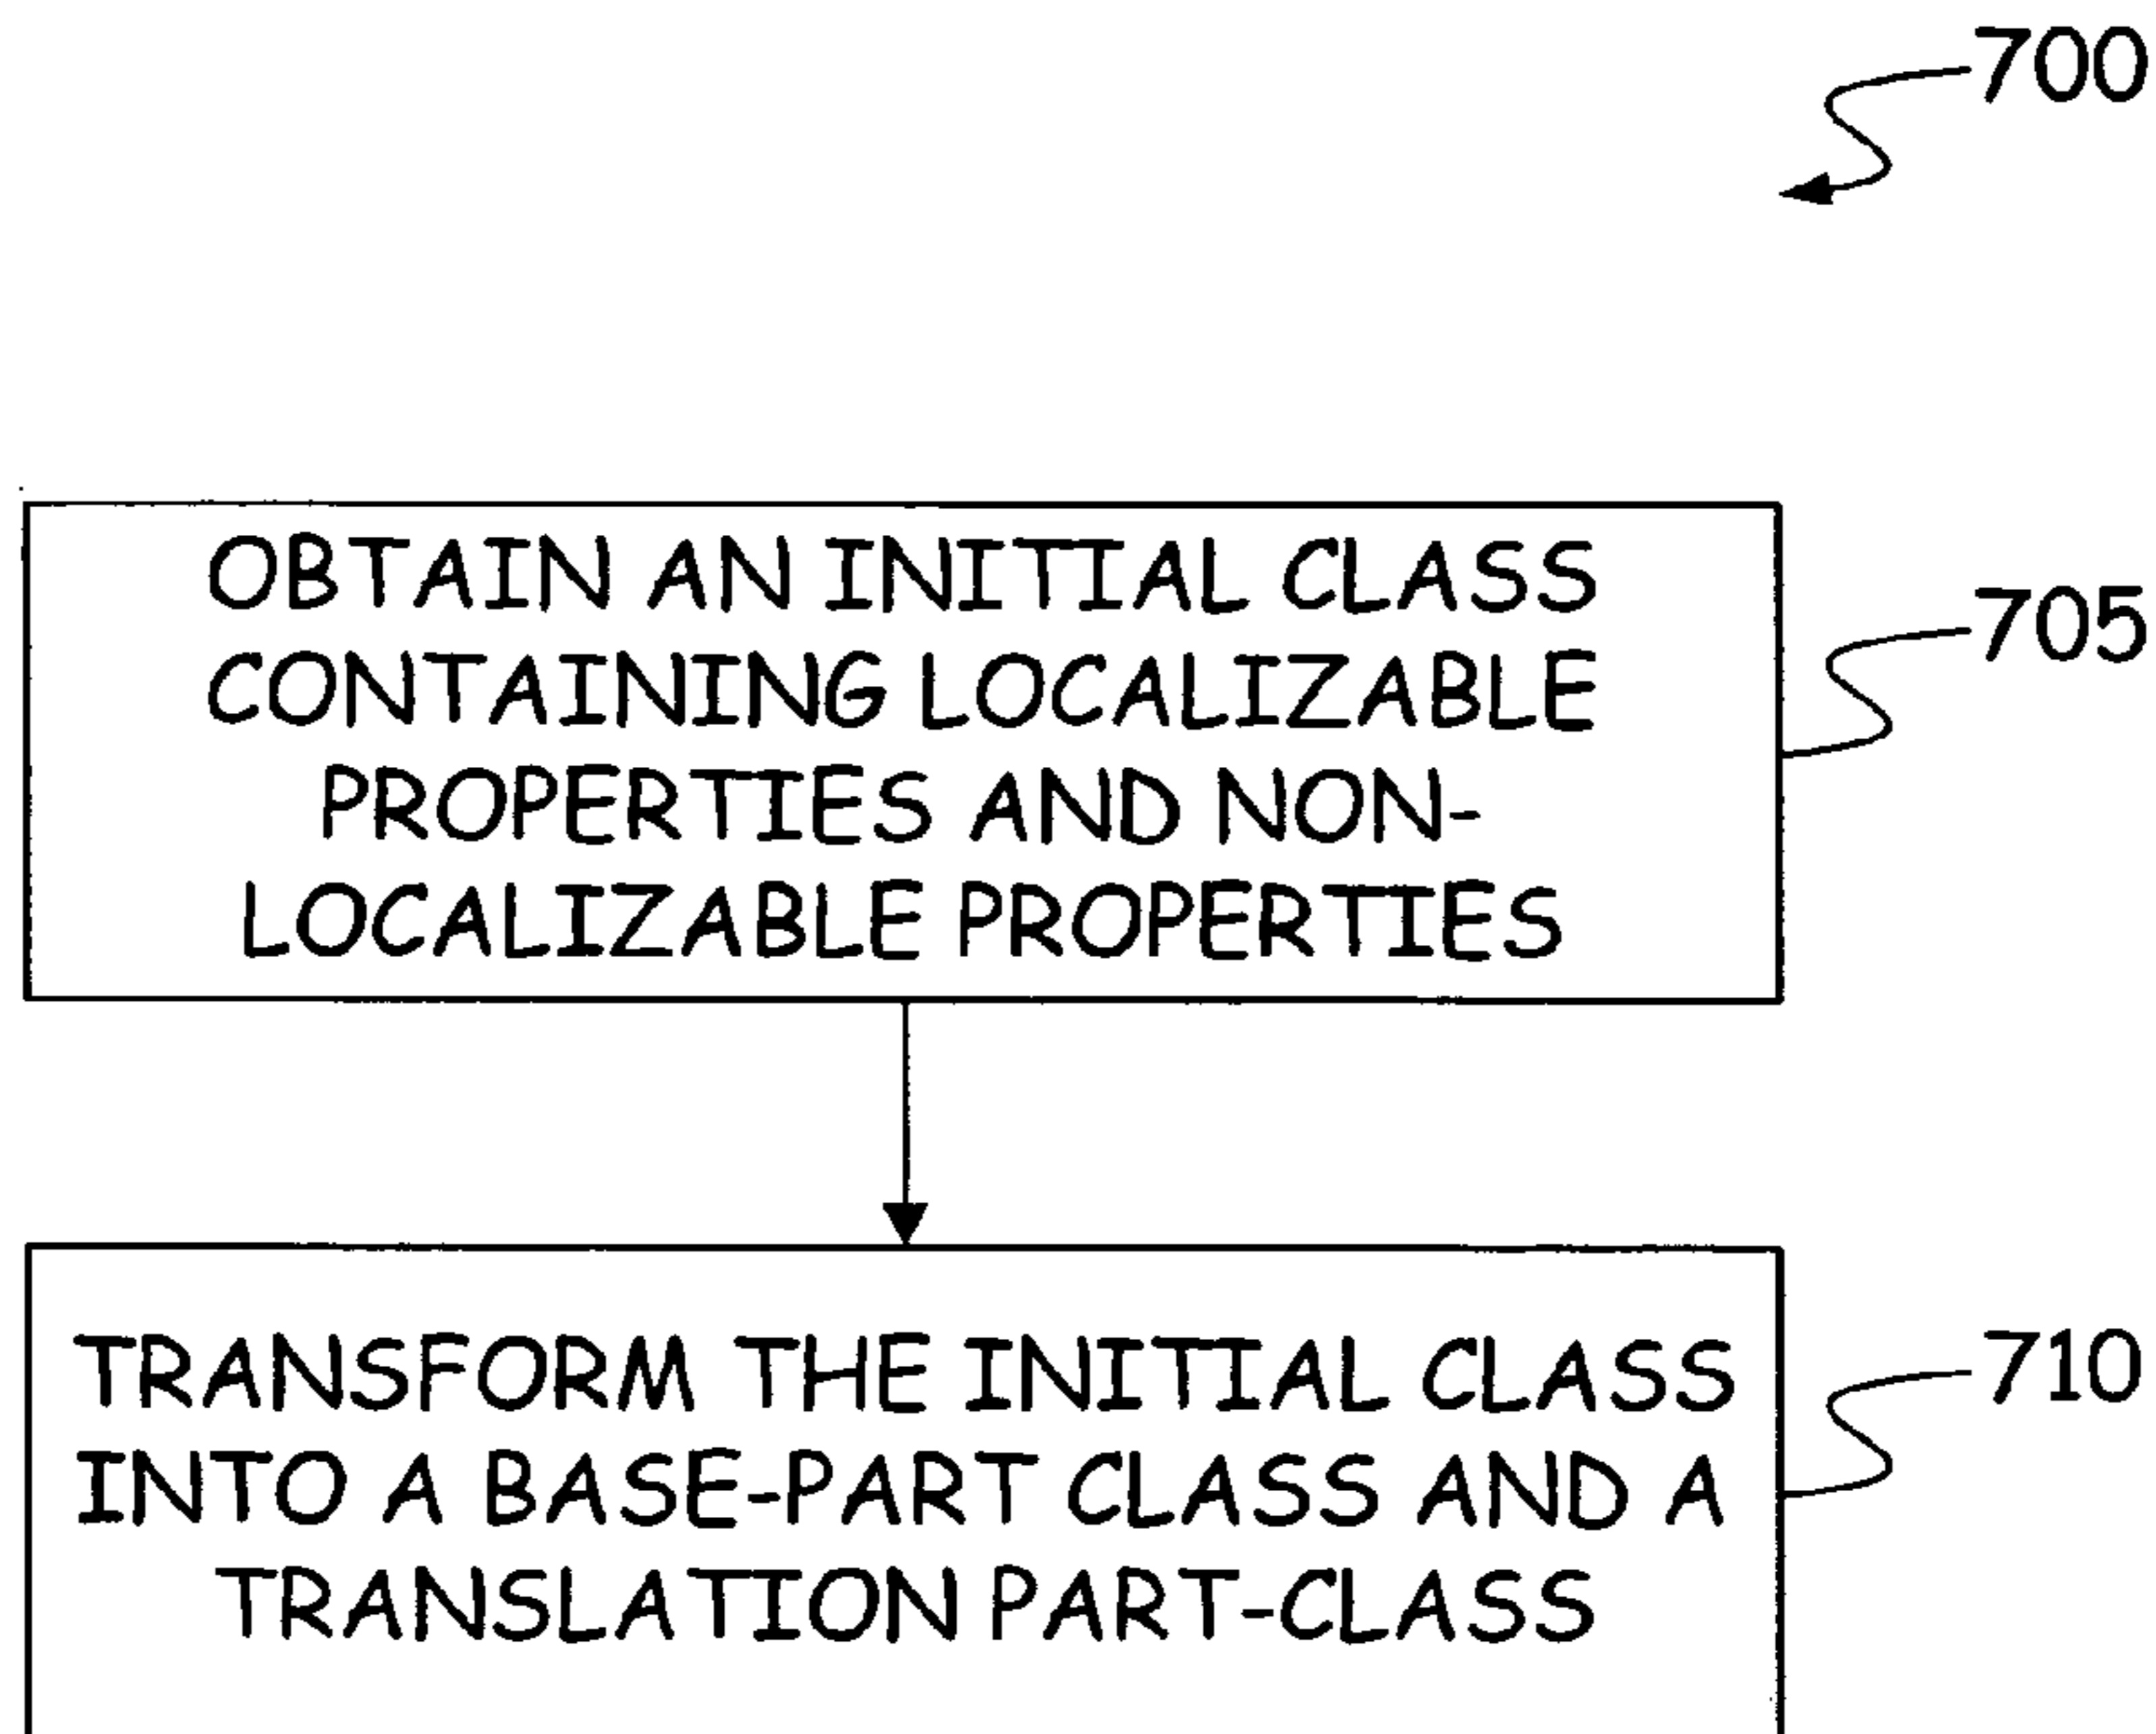 700
OBTAIN AN INITIAL CLASS
CONTAINING LOCALIZABLE
PROPERTIES AND NON-
LOCALIZABLE PROPERTIES
705
TRANSFORM THE INITIAL CLASS
INTO A BASE-PART CLASS AND A
TRANSLATION PART-CLASS
710